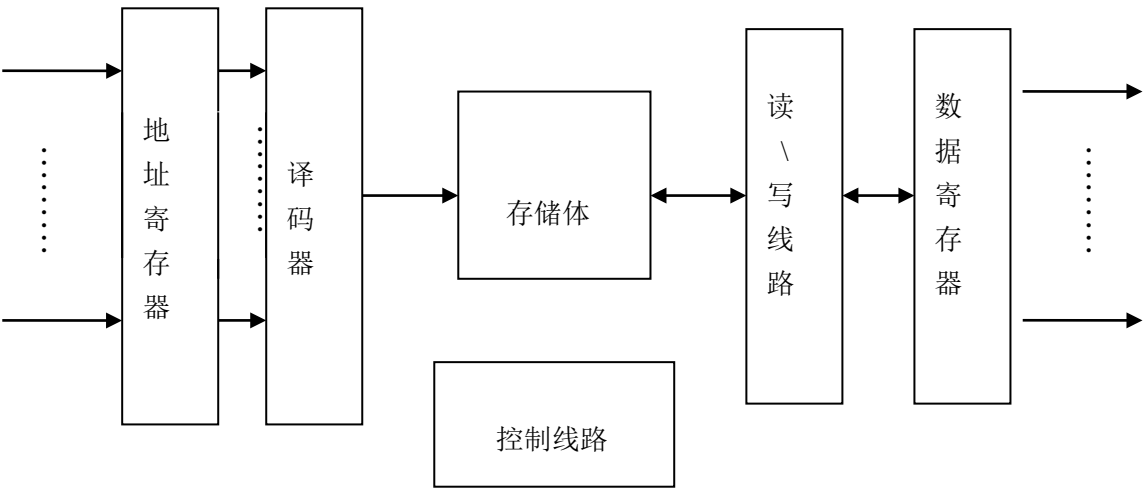 地址寄存器
译码器
存储体
控制线路
读\写线路
数据寄存器